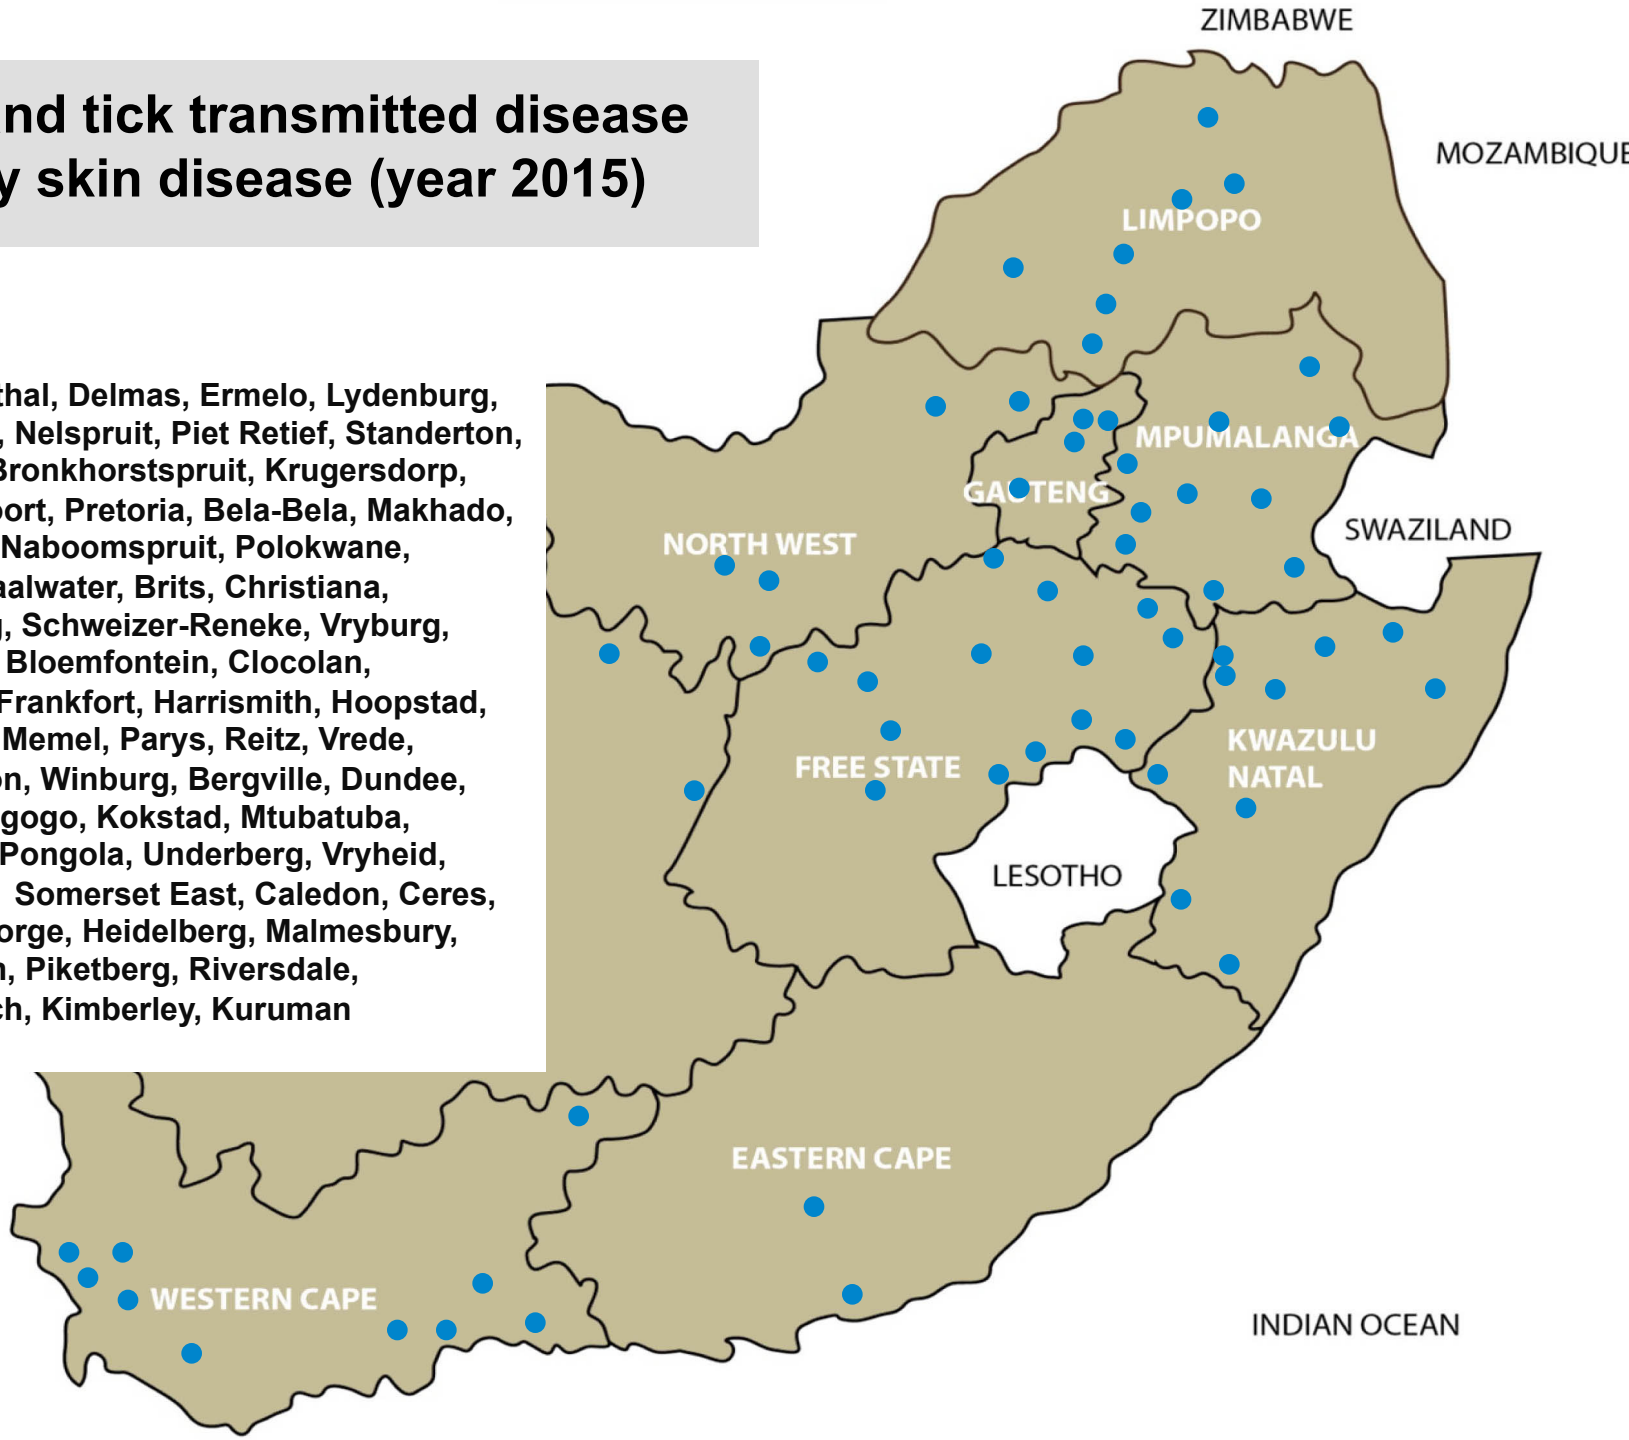 ZIMBABWE
nd tick transmitted disease
y skin disease (year 2015)
MOZAMBIQUE
LIMPOPO
thal, Delmas, Ermelo, Lydenburg,
, Nelspruit, Piet Retief, Standerton,
Bronkhorstspruit, Krugersdorp,
oort, Pretoria, Bela-Bela, Makhado,
Naboomspruit, Polokwane,
aalwater, Brits, Christiana,
g, Schweizer-Reneke, Vryburg,
Bloemfontein, Clocolan,
Frankfort, Harrismith, Hoopstad,
Memel, Parys, Reitz, Vrede,
on, Winburg, Bergville, Dundee,
gogo, Kokstad, Mtubatuba,
Pongola, Underberg, Vryheid,
Somerset East, Caledon, Ceres,
orge, Heidelberg, Malmesbury,
n, Piketberg, Riversdale,
ch, Kimberley, Kuruman
MPUMALANGA
GAUTENG
SWAZILAND
NORTH WEST
KWAZULU
NATAL
FREE STATE
LESOTHO
EASTERN CAPE
WESTERN CAPE
INDIAN OCEAN